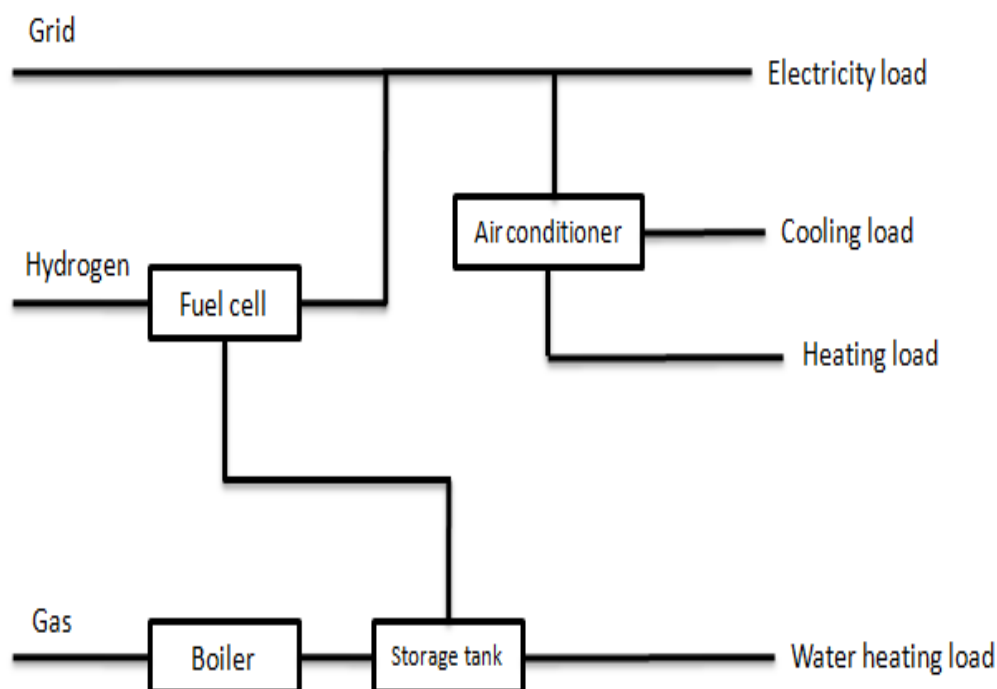 Grid
Electricity load
Air conditioner
Cooling load
Hydrogen
Fuel cell
Heating load
Gas
Boiler
Storage tank
Water heating load